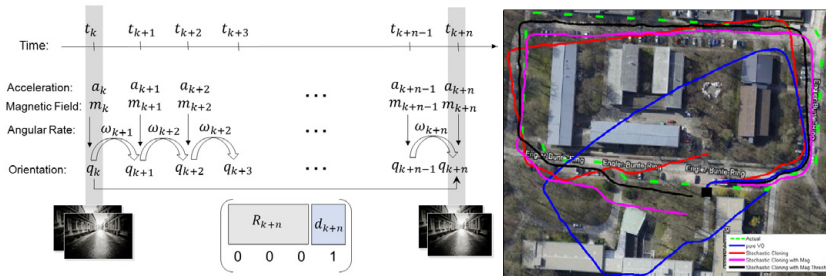 t_k t_{k+1} t_{k+2} t_{k+3} t_{k+n-1} t_{k+n}
Time:
Acceleration: a_k a_{k+1} a_{k+2} ... a_{k+n-1} a_{k+n}
Magnetic Field: m_k m_{k+1} m_{k+2} m_{k+n-1} m_{k+n}
Angular Rate: ω_{k+1} ω_{k+2} ω_{k+2} ... ω_{k+n}
Orientation: q_k q_{k+1} q_{k+2} q_{k+3} ... q_{k+n-1} q_{k+n}
R_{k+n} d_{k+n}
0 0 0 1
Engler-Bunte-Ring
Engler-Bunte-Ring
Engler-Bunte-Ring
Engler-Bunte-Ring
Actual
pure VO
Stochastic Cloning
Stochastic Cloning with Mag
Stochastic Cloning with Mag Thresh